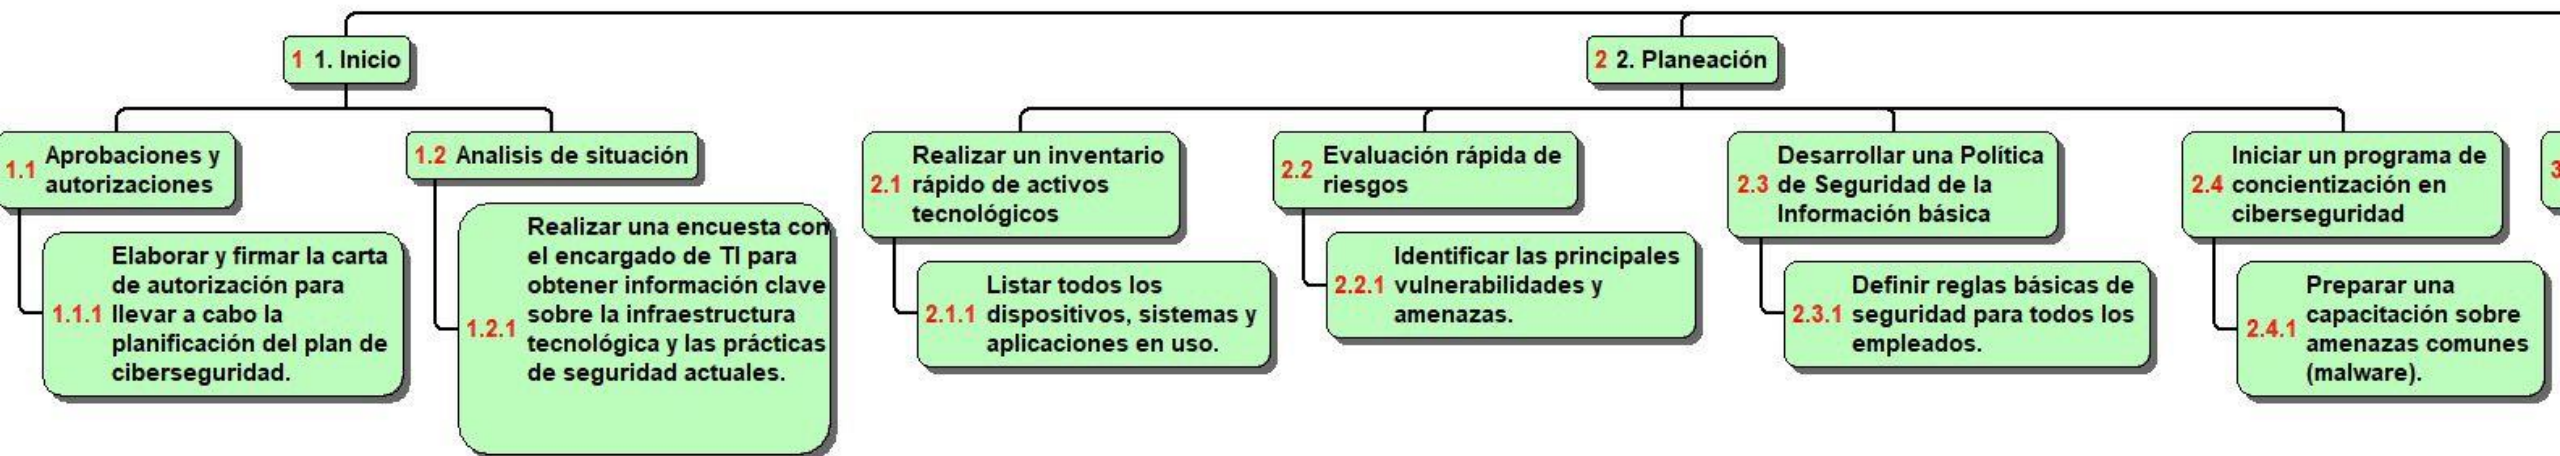 1 1. Inicio
2 2. Planeación
1.1 Aprobaciones y
autorizaciones
1.2 Analisis de situación
2.1 Realizar un inventario
rápido de activos
tecnológicos
2.2 Evaluación rápida de
riesgos
2.3 Desarrollar una Política
de Seguridad de la
Información básica
2.4 Iniciar un programa de
concientización en
ciberseguridad
3
1.1.1 Elaborar y firmar la carta
de autorización para
llevar a cabo la
planificación del plan de
ciberseguridad.
1.2.1 Realizar una encuesta con
el encargado de TI para
obtener información clave
sobre la infraestructura
tecnológica y las prácticas
de seguridad actuales.
2.1.1 Listar todos los
dispositivos, sistemas y
aplicaciones en uso.
2.2.1 Identificar las principales
vulnerabilidades y
amenazas.
2.3.1 Definir reglas básicas de
seguridad para todos los
empleados.
2.4.1 Preparar una
capacitación sobre
amenazas comunes
(malware).